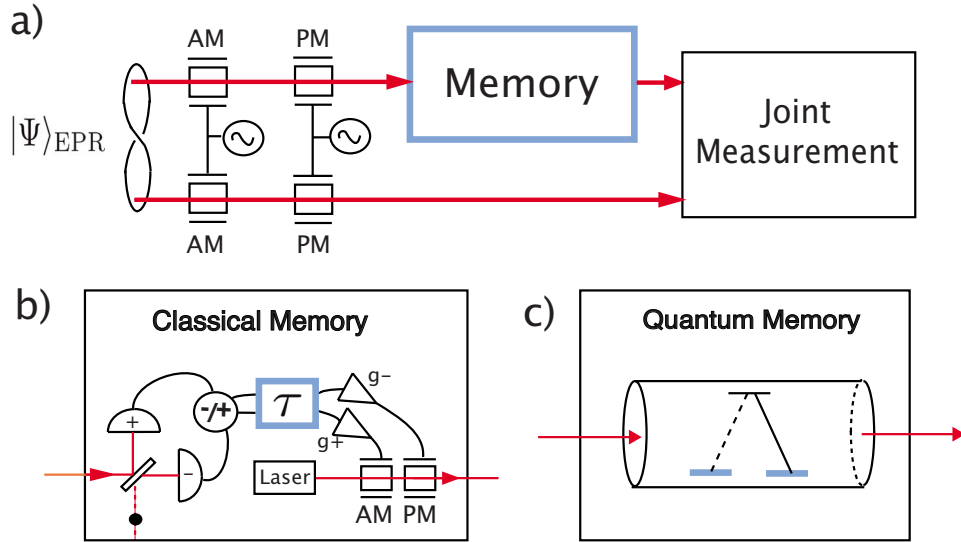 a)
AM PM
|Ψ⟩EPR
Memory
Joint
Measurement
AM PM
b)
Classical Memory
+
-/+
τ
g-
g+
-
Laser
AM PM
c)
Quantum Memory